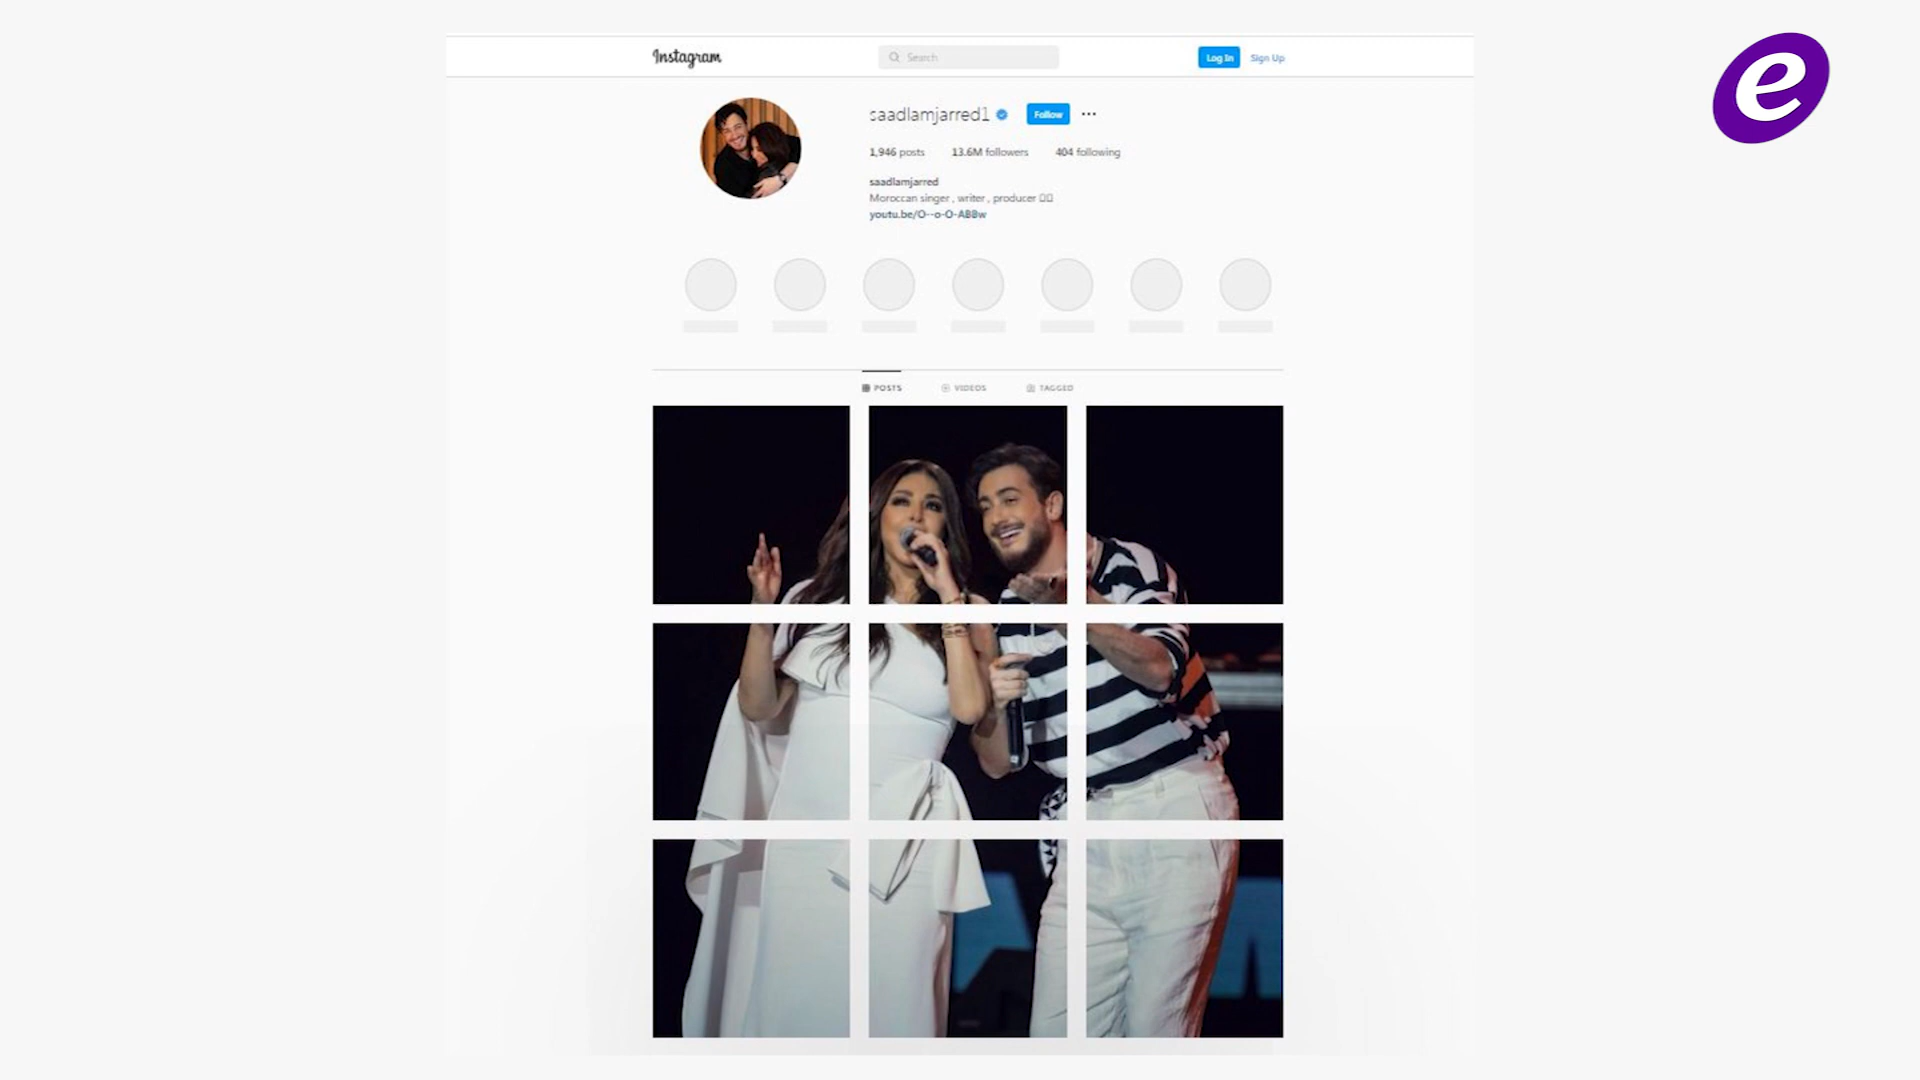 Instagram
Search
Log In
Sign Up
e
saadlamjarred1
Follow
1,946 posts 13.6M followers 404 following
saadlamjarred
Moroccan singer , writer , producer
youtu.be/O--o-O-ABBw
POSTS
VIDEOS
TAGGED